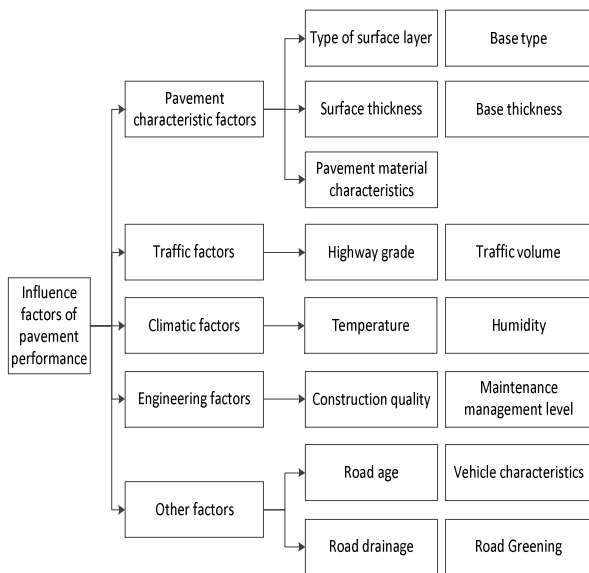 Influence
factors of
pavement
performance
Pavement
characteristic factors
Type of surface layer
Base type
Surface thickness
Base thickness
Pavement material
characteristics
Traffic factors
Highway grade
Traffic volume
Climatic factors
Temperature
Humidity
Engineering factors
Construction quality
Maintenance
management level
Other factors
Road age
Vehicle characteristics
Road drainage
Road Greening